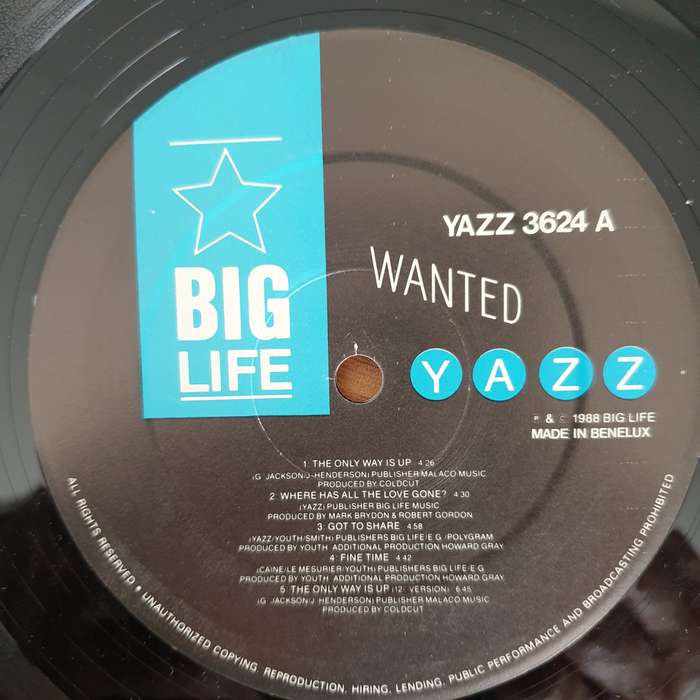 BIG
LIFE
YAZZ 3624 A
WANTED
YAZZ
℗ & © 1988 BIG LIFE
MADE IN BENELUX
1: THE ONLY WAY IS UP 4:26
(G. JACKSON/J. HENDERSON) PUBLISHER MALACO MUSIC
PRODUCED BY COLDCUT
2: WHERE HAS ALL THE LOVE GONE? 4:30
(YAZZ) PUBLISHER BIG LIFE MUSIC
PRODUCED BY MARK BRYDON & ROBERT GORDON
3: GOT TO SHARE 4:58
(YAZZ/YOUTH/SMITH) PUBLISHERS BIG LIFE/E.G./POLYGRAM
PRODUCED BY YOUTH ADDITIONAL PRODUCTION HOWARD GRAY
4: FINE TIME 4:42
(CAINE/LE MESURIER/YOUTH) PUBLISHERS BIG LIFE/E.G.
PRODUCED BY YOUTH ADDITIONAL PRODUCTION HOWARD GRAY
5: THE ONLY WAY IS UP (12" VERSION) 6:45
(G. JACKSON/J. HENDERSON) PUBLISHER MALACO MUSIC
PRODUCED BY COLDCUT
ALL RIGHTS RESERVED • UNAUTHORIZED COPYING, REPRODUCTION, HIRING, LENDING, PUBLIC PERFORMANCE AND BROADCASTING PROHIBITED